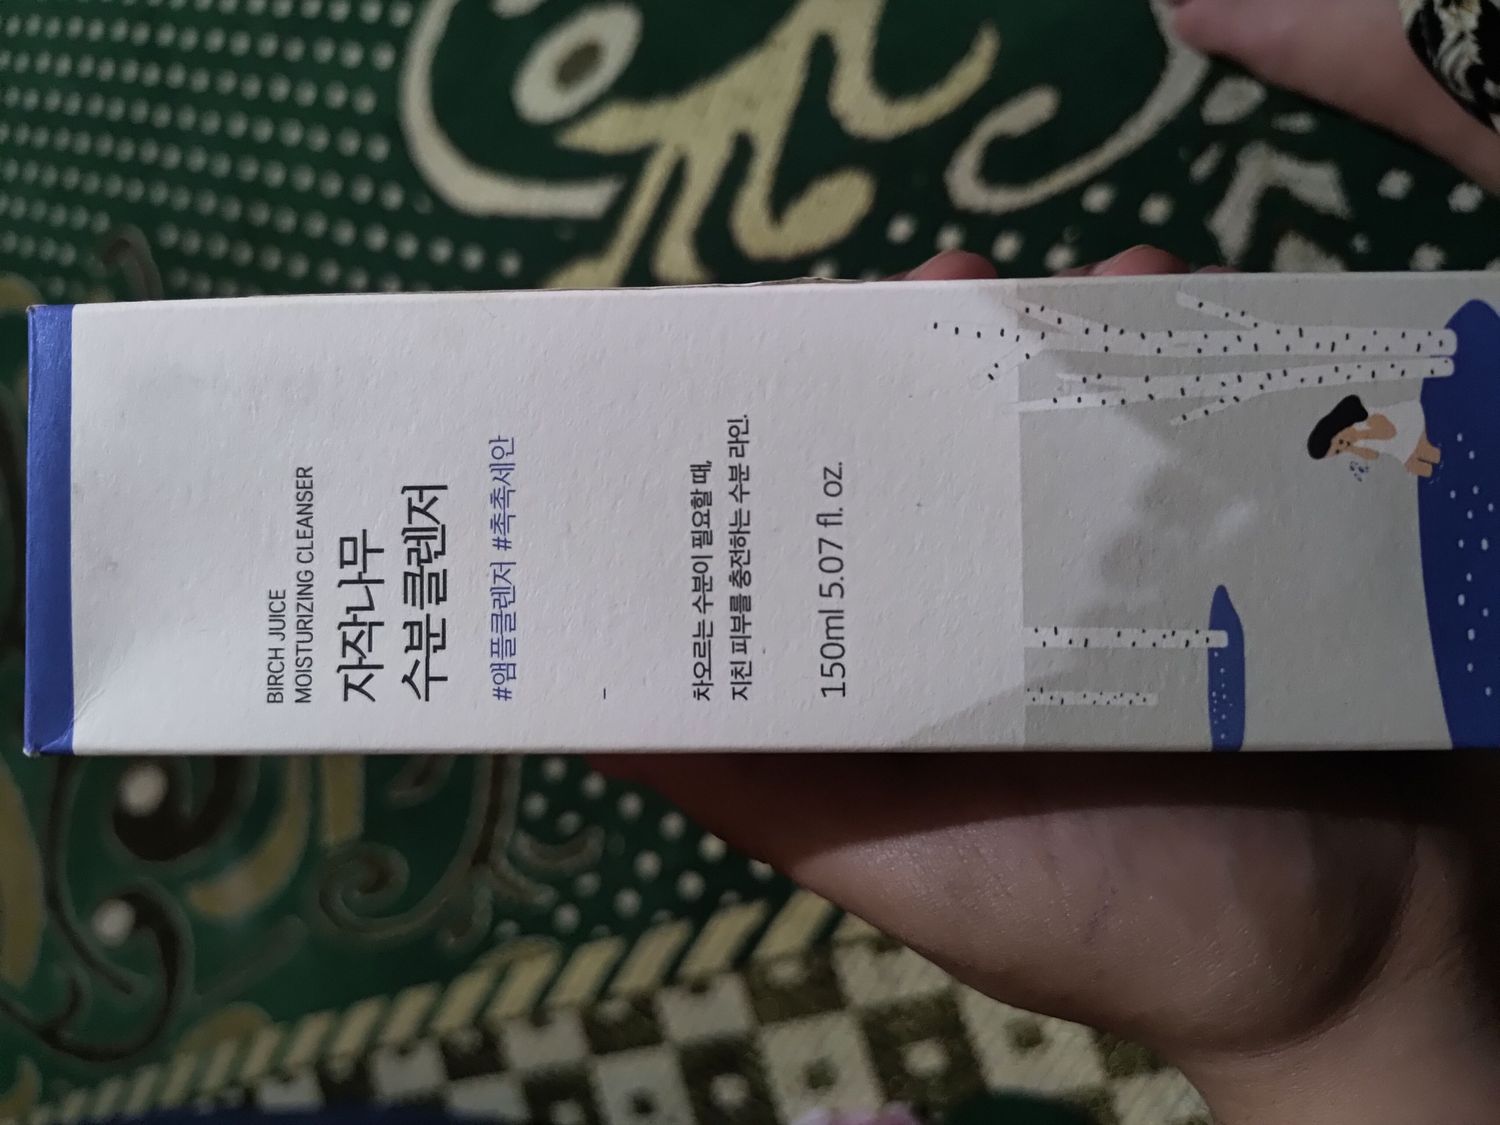 BIRCH JUICE
MOISTURIZING CLEANSER
자작나무
수분클렌저
#앰플클렌저 #촉촉세안
-
차오르는 수분이 필요할 때,
지친 피부를 충전하는 수분 라인.
150ml 5.07 fl. oz.